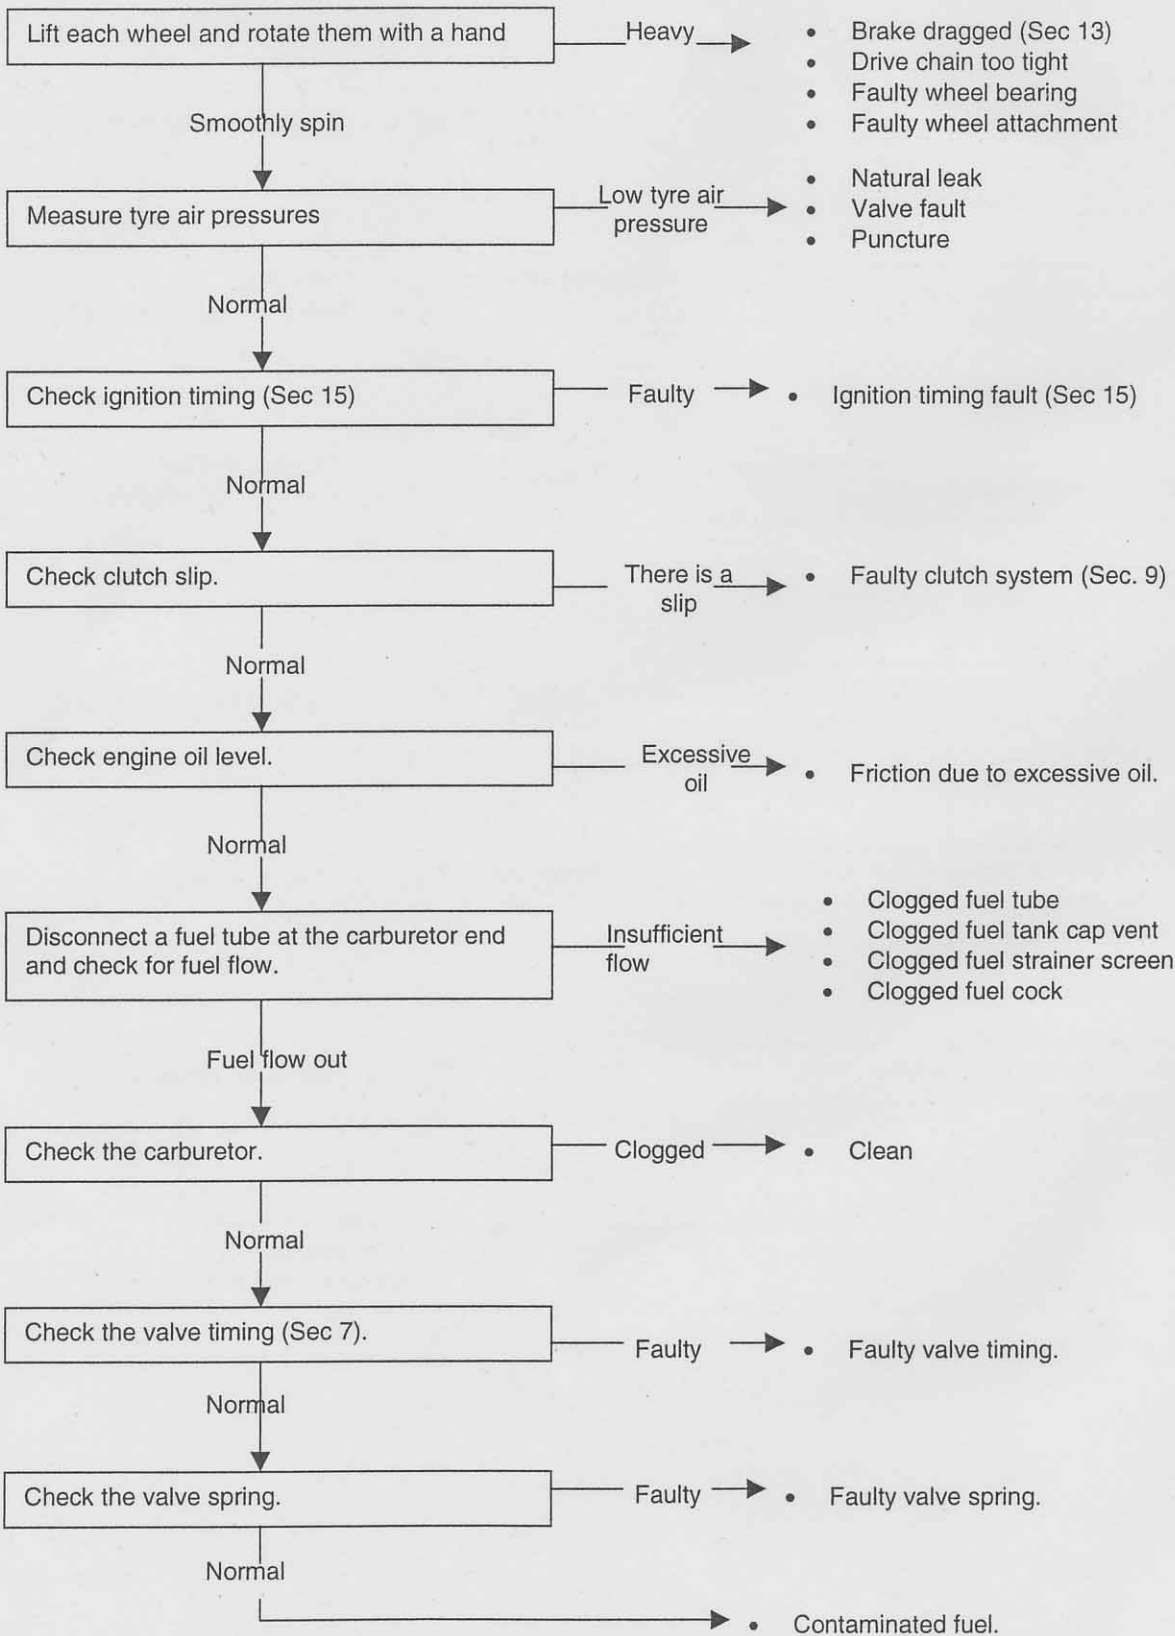 Lift each wheel and rotate them with a hand
Heavy
• Brake dragged (Sec 13)
• Drive chain too tight
• Faulty wheel bearing
• Faulty wheel attachment
Smoothly spin
Measure tyre air pressures
Low tyre air
pressure
• Natural leak
• Valve fault
• Puncture
Normal
Check ignition timing (Sec 15)
Faulty
• Ignition timing fault (Sec 15)
Normal
Check clutch slip.
There is a
slip
• Faulty clutch system (Sec. 9)
Normal
Check engine oil level.
Excessive
oil
• Friction due to excessive oil.
Normal
Disconnect a fuel tube at the carburetor end
and check for fuel flow.
Insufficient
flow
• Clogged fuel tube
• Clogged fuel tank cap vent
• Clogged fuel strainer screen
• Clogged fuel cock
Fuel flow out
Check the carburetor.
Clogged
• Clean
Normal
Check the valve timing (Sec 7).
Faulty
• Faulty valve timing.
Normal
Check the valve spring.
Faulty
• Faulty valve spring.
Normal
• Contaminated fuel.